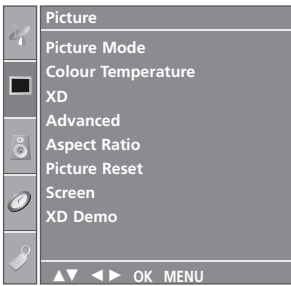 Picture
Picture Mode
Colour Temperature
XD
Advanced
Aspect Ratio
Picture Reset
Screen
XD Demo
▲▼ ◄► OK MENU